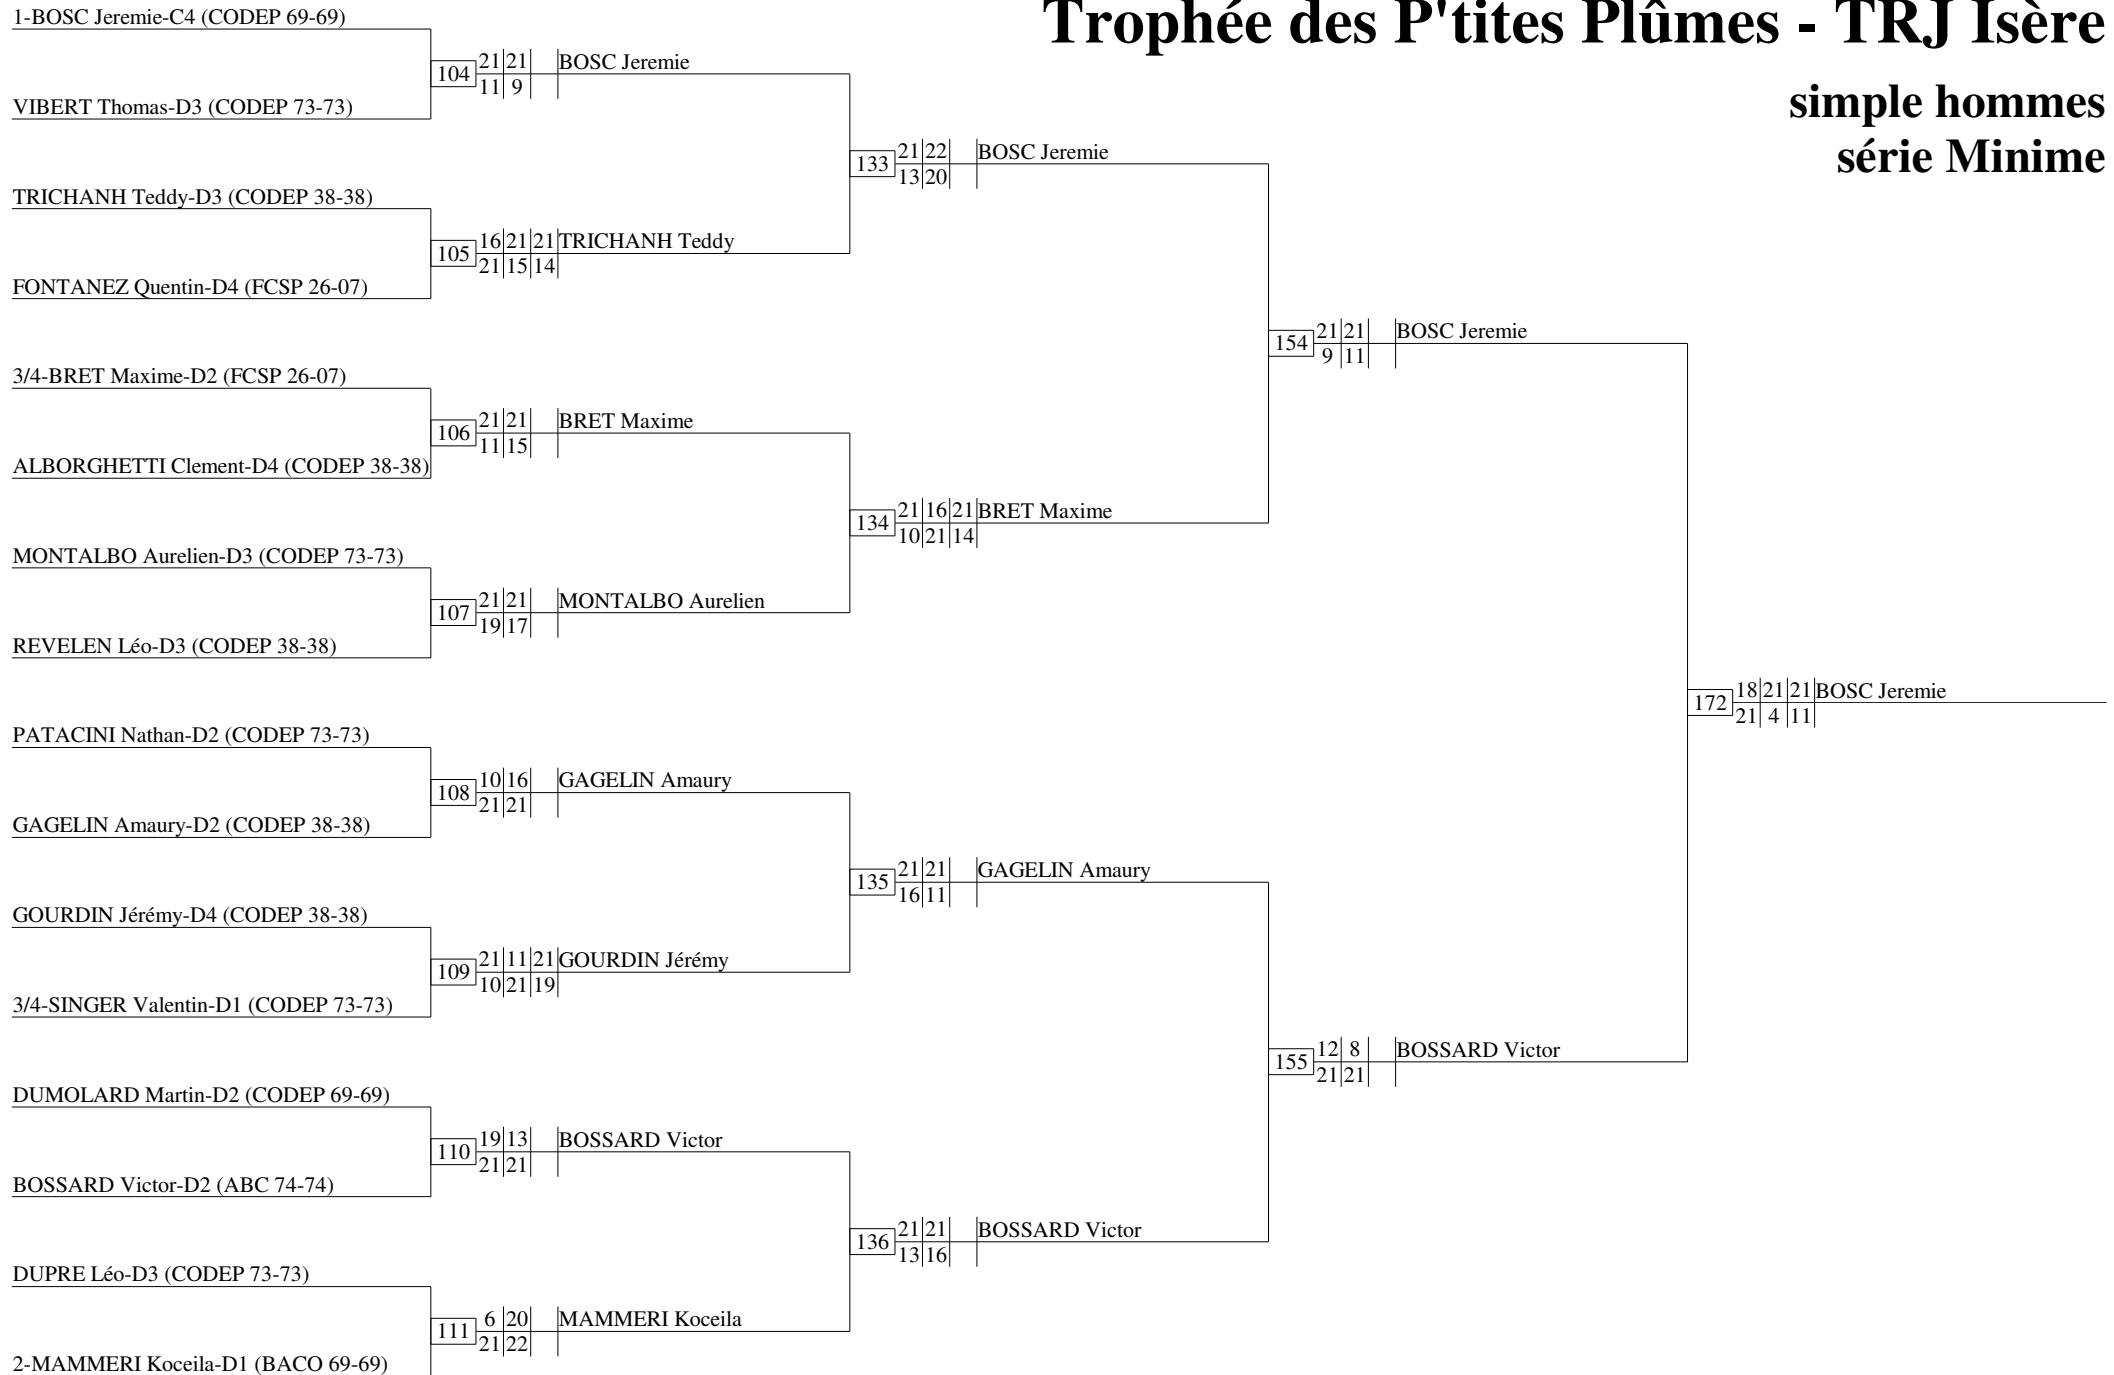 Trophée des P'tites Plûmes - TRJ Isère
simple hommes
série Minime
1-BOSC Jeremie-C4 (CODEP 69-69)
104 21 21 BOSC Jeremie
11 9
VIBERT Thomas-D3 (CODEP 73-73)
133 21 22 BOSC Jeremie
13 20
TRICHANH Teddy-D3 (CODEP 38-38)
105 16 21 21 TRICHANH Teddy
21 15 14
FONTANEZ Quentin-D4 (FCSP 26-07)
154 21 21 BOSC Jeremie
9 11
3/4-BRET Maxime-D2 (FCSP 26-07)
106 21 21 BRET Maxime
11 15
ALBORGHETTI Clement-D4 (CODEP 38-38)
134 21 16 21 BRET Maxime
10 21 14
MONTALBO Aurelien-D3 (CODEP 73-73)
107 21 21 MONTALBO Aurelien
19 17
REVELEN Léo-D3 (CODEP 38-38)
172 18 21 21 BOSC Jeremie
21 4 11
PATACINI Nathan-D2 (CODEP 73-73)
108 10 16 GAGELIN Amaury
21 21
GAGELIN Amaury-D2 (CODEP 38-38)
135 21 21 GAGELIN Amaury
16 11
GOURDIN Jérémy-D4 (CODEP 38-38)
109 21 11 21 GOURDIN Jérémy
10 21 19
3/4-SINGER Valentin-D1 (CODEP 73-73)
155 12 8 BOSSARD Victor
21 21
DUMOLARD Martin-D2 (CODEP 69-69)
110 19 13 BOSSARD Victor
21 21
BOSSARD Victor-D2 (ABC 74-74)
136 21 21 BOSSARD Victor
13 16
DUPRE Léo-D3 (CODEP 73-73)
111 6 20 MAMMERI Koceila
21 22
2-MAMMERI Koceila-D1 (BACO 69-69)